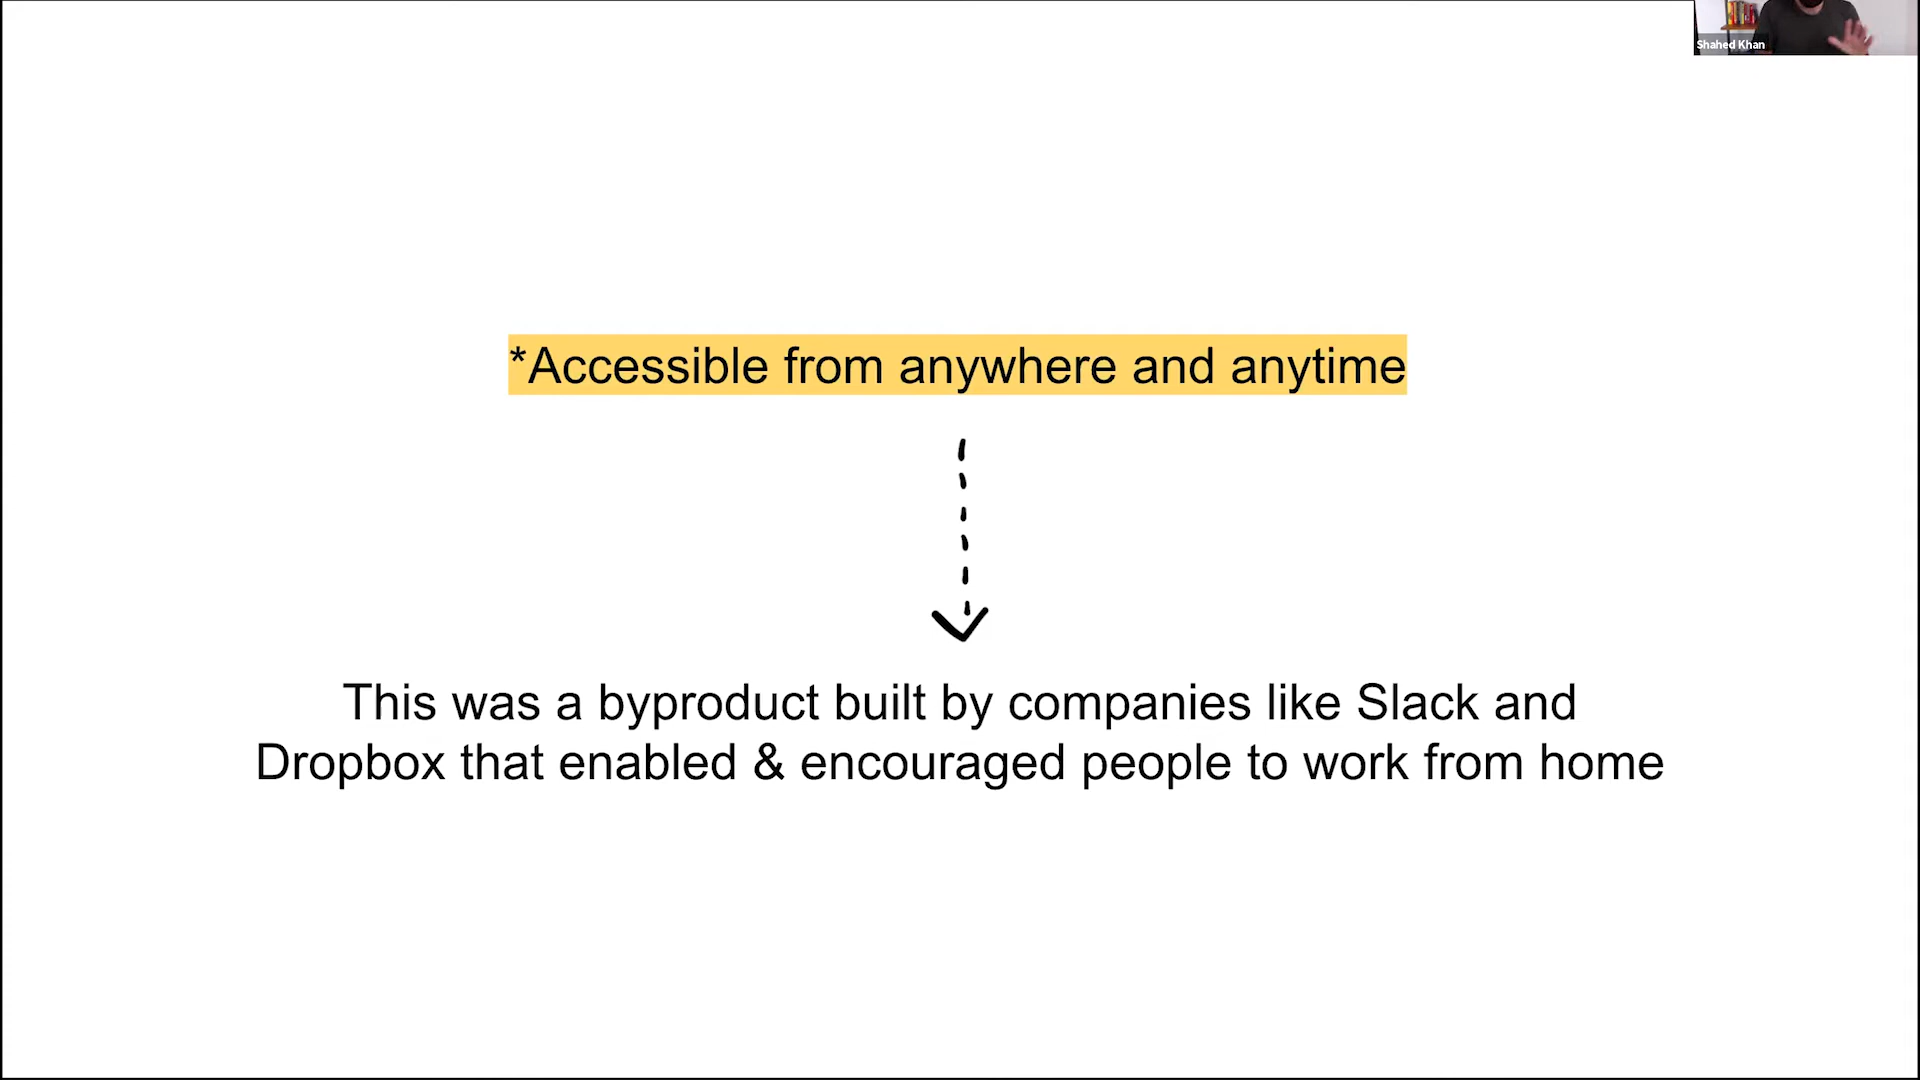 Shahed Khan
*Accessible from anywhere and anytime
This was a byproduct built by companies like Slack and
Dropbox that enabled & encouraged people to work from home